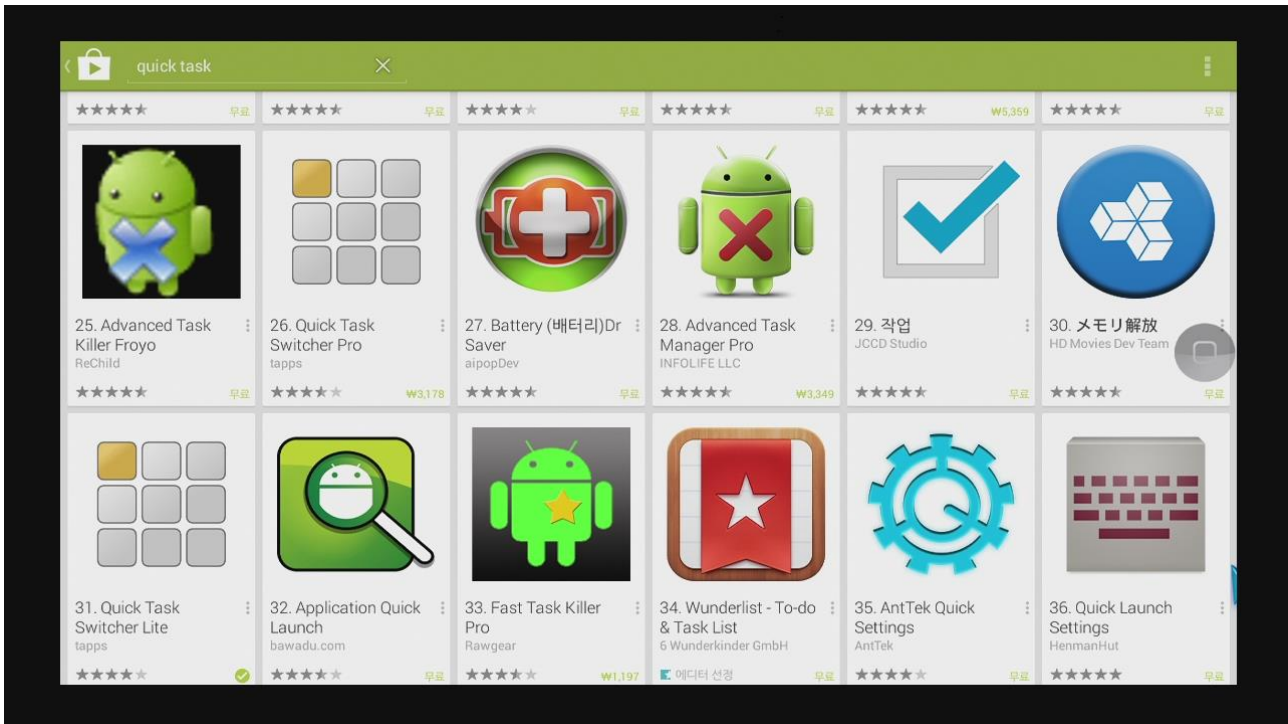 quick task
무료
무료
무료
무료
₩5,359
무료
25. Advanced Task
Killer Froyo
ReChild
무료
26. Quick Task
Switcher Pro
tapps
₩3,178
27. Battery (배터리)Dr
Saver
aipopDev
무료
28. Advanced Task
Manager Pro
INFOLIFE LLC
₩3,349
29. 작업
JCCD Studio
무료
30. メモリ解放
HD Movies Dev Team
무료
31. Quick Task
Switcher Lite
tapps
32. Application Quick
Launch
bawadu.com
무료
33. Fast Task Killer
Pro
Rawgear
₩1,197
34. Wunderlist - To-do
& Task List
6 Wunderkinder GmbH
에디터 선정
무료
35. AntTek Quick
Settings
AntTek
무료
36. Quick Launch
Settings
HenmanHut
무료